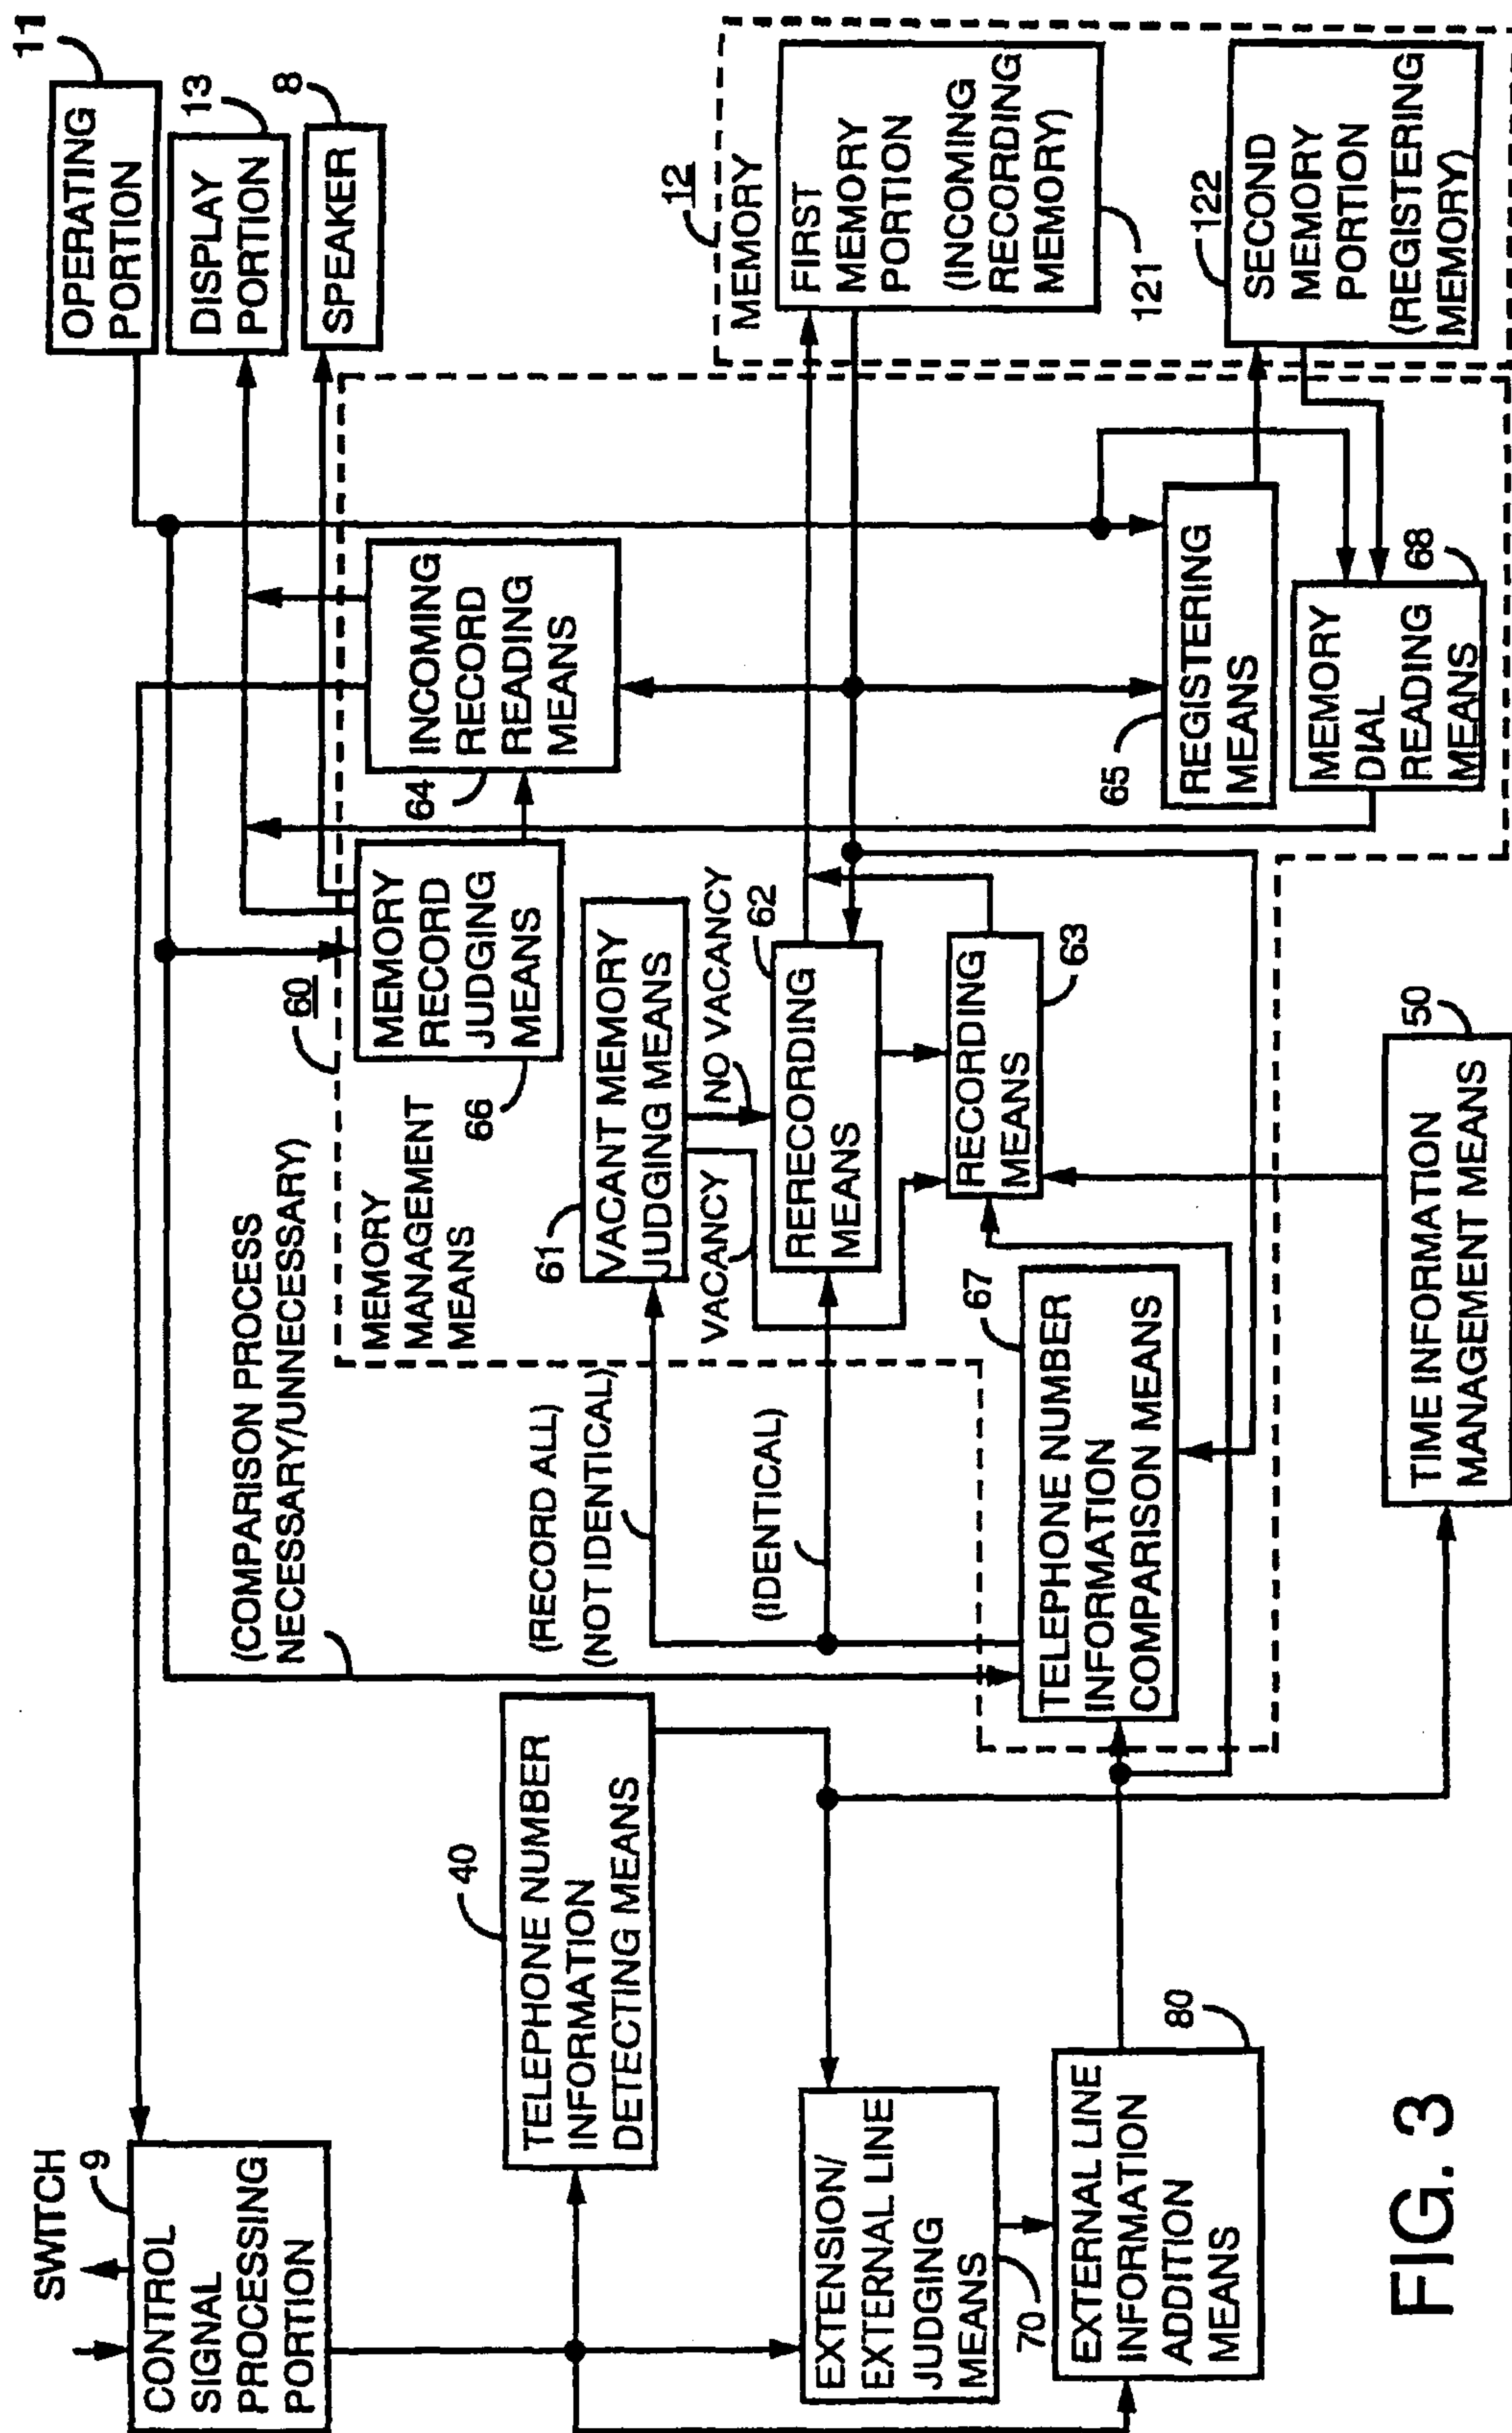 SWITCH
9
CONTROL
SIGNAL
PROCESSING
PORTION
40
TELEPHONE NUMBER
INFORMATION
DETECTING MEANS
EXTENSION/
EXTERNAL LINE
JUDGING
MEANS
70
EXTERNAL LINE
INFORMATION
ADDITION
MEANS
80
(COMPARISON PROCESS
NECESSARY/UNNECESSARY)
(RECORD ALL)
(NOT IDENTICAL)
(IDENTICAL)
67
TELEPHONE NUMBER
INFORMATION
COMPARISON MEANS
50
TIME INFORMATION
MANAGEMENT MEANS
60
MEMORY
MANAGEMENT
MEANS
66
MEMORY
RECORD
JUDGING
MEANS
61
VACANT MEMORY
JUDGING MEANS
VACANCY
NO VACANCY
62
RERECORDING
MEANS
RECORDING
MEANS
63
64
INCOMING
RECORD
READING
MEANS
65
REGISTERING
MEANS
MEMORY
DIAL
READING
MEANS
68
11
OPERATING
PORTION
13
DISPLAY
PORTION
8
SPEAKER
12
MEMORY
FIRST
MEMORY
PORTION
(INCOMING
RECORDING
MEMORY)
121
122
SECOND
MEMORY
PORTION
(REGISTERING
MEMORY)
FIG. 3